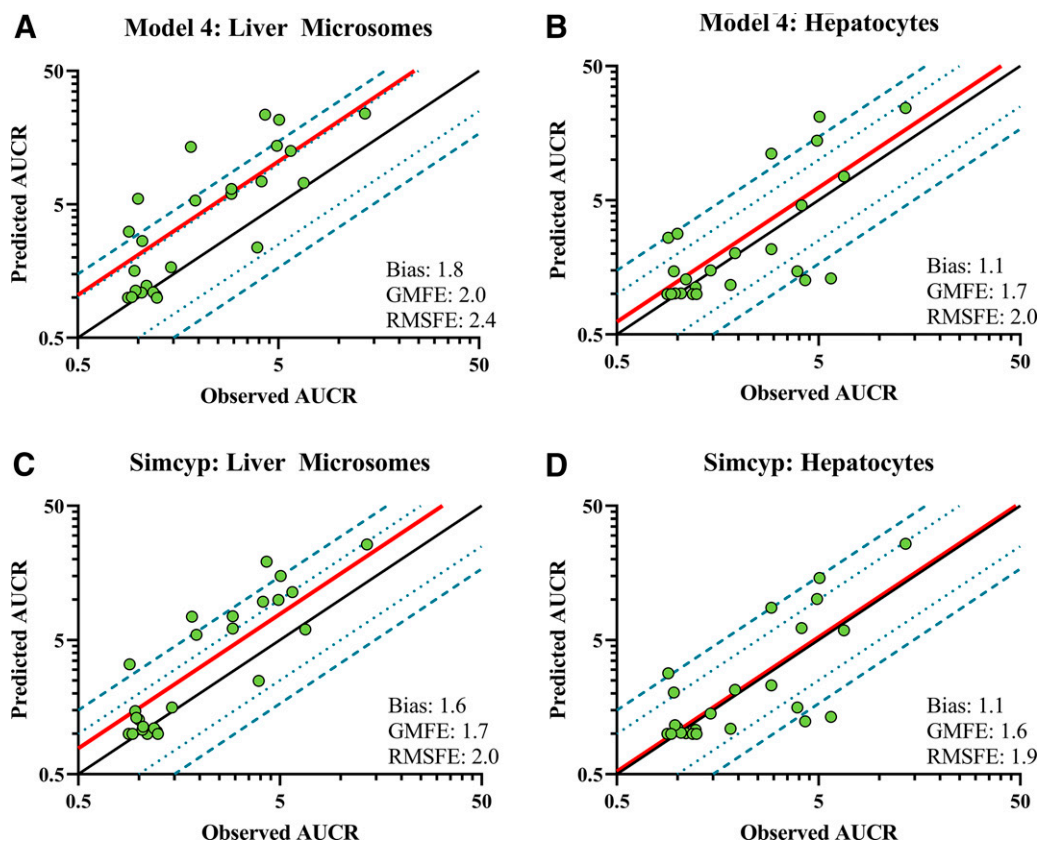 A
Model 4: Liver Microsomes
50
5
0.5
Predicted AUCR
Bias: 1.8
GMFE: 2.0
RMSFE: 2.4
0.5
5
50
Observed AUCR
B
Model 4: Hepatocytes
50
5
0.5
Predicted AUCR
Bias: 1.1
GMFE: 1.7
RMSFE: 2.0
0.5
5
50
Observed AUCR
C
Simcyp: Liver Microsomes
50
5
0.5
Predicted AUCR
Bias: 1.6
GMFE: 1.7
RMSFE: 2.0
0.5
5
50
Observed AUCR
D
Simcyp: Hepatocytes
50
5
0.5
Predicted AUCR
Bias: 1.1
GMFE: 1.6
RMSFE: 1.9
0.5
5
50
Observed AUCR